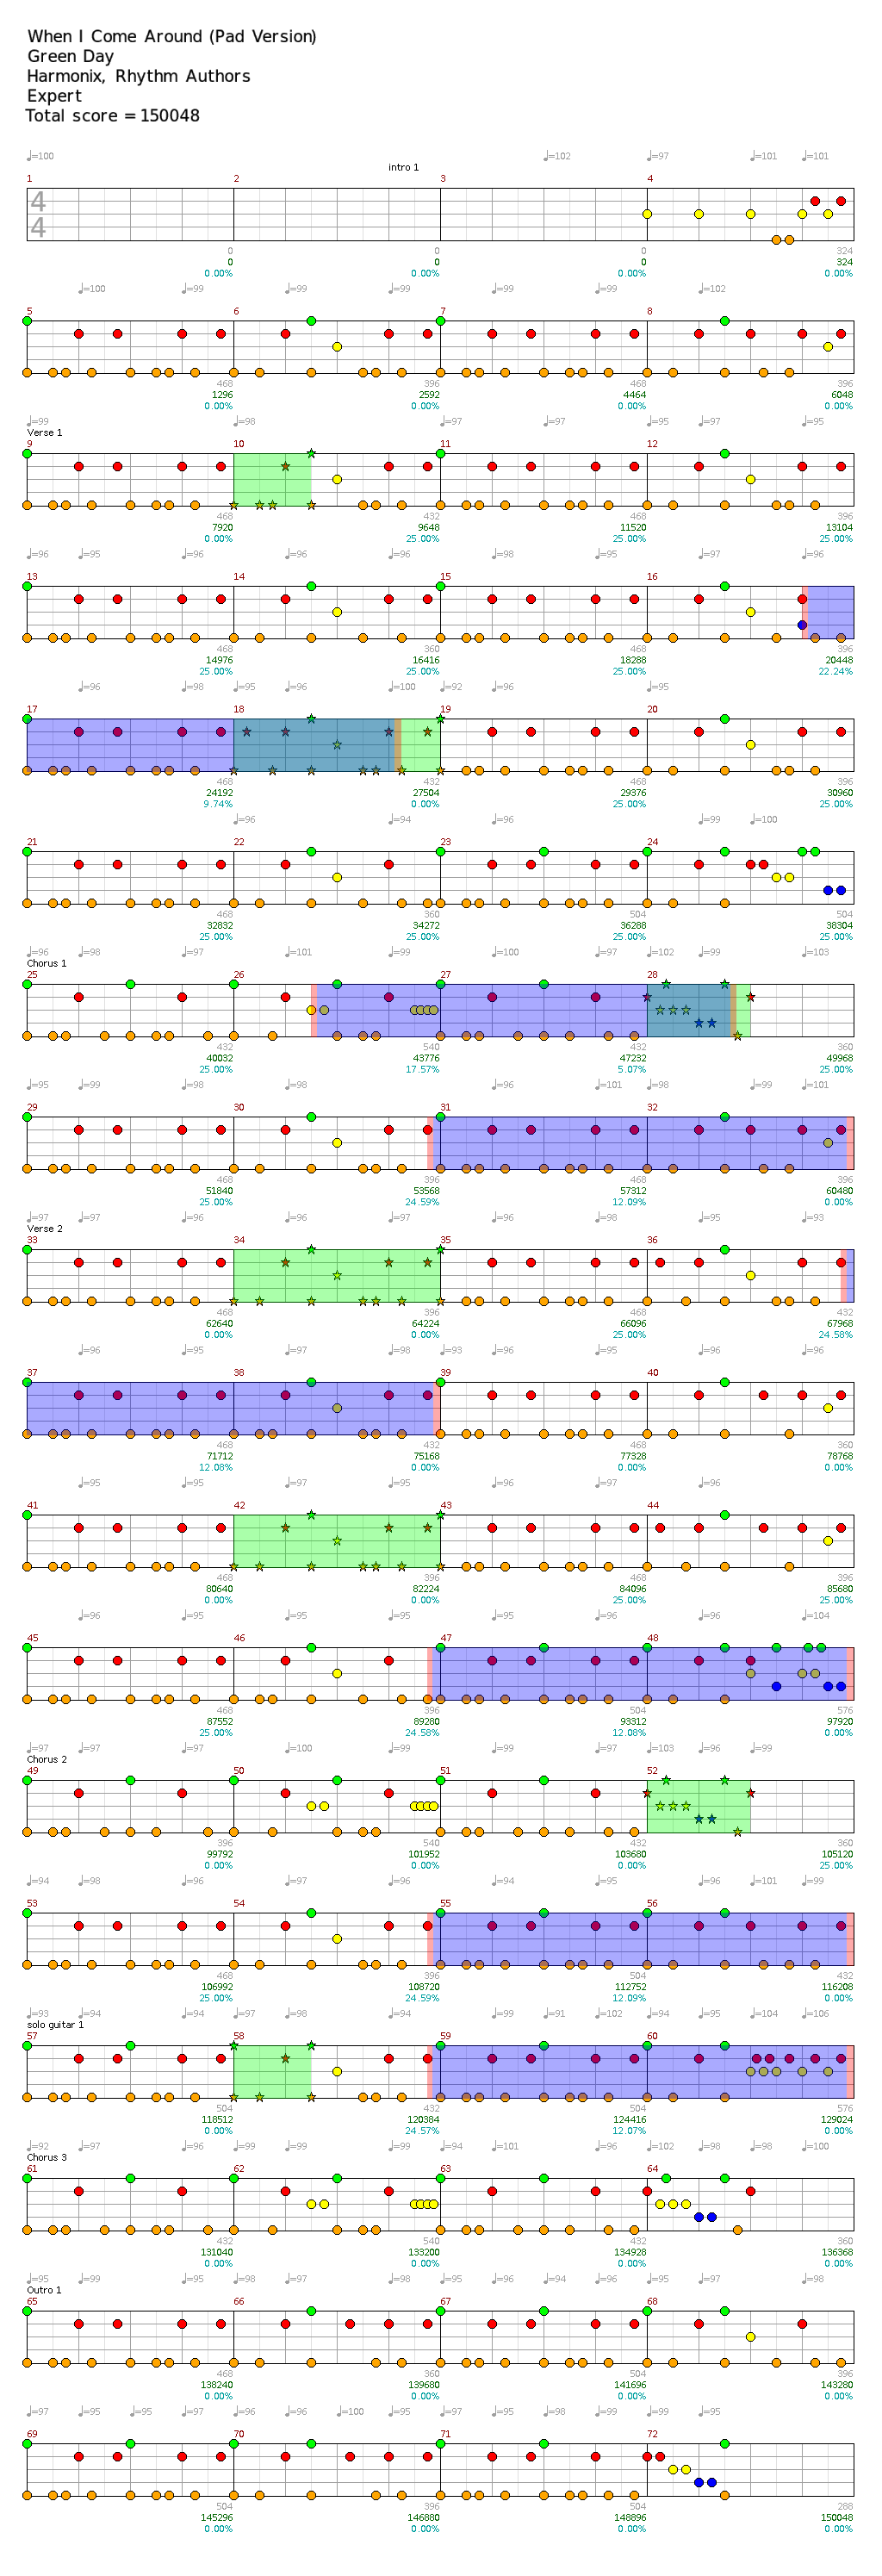 When I Come Around (Pad Version)
Green Day
Harmonix, Rhythm Authors
Expert
Total score = 150048
♩=100 ♩=102 ♩=97 ♩=101 ♩=101
intro 1
1 2 3 4
4
4
0 0 0 324
0 0 0 324
0.00% 0.00% 0.00% 0.00%
♩=100 ♩=99 ♩=99 ♩=99 ♩=99 ♩=99 ♩=102
5 6 7 8
468 396 468 396
1296 2592 4464 6048
0.00% 0.00% 0.00% 0.00%
♩=99 ♩=98 ♩=97 ♩=97 ♩=95 ♩=97 ♩=95
Verse 1
9 10 11 12
468 432 468 396
7920 9648 11520 13104
0.00% 25.00% 25.00% 25.00%
♩=96 ♩=95 ♩=96 ♩=96 ♩=96 ♩=98 ♩=95 ♩=97 ♩=96
13 14 15 16
468 360 468 396
14976 16416 18288 20448
25.00% 25.00% 25.00% 22.24%
♩=96 ♩=98 ♩=95 ♩=96 ♩=100 ♩=92 ♩=96 ♩=95
17 18 19 20
468 432 468 396
24192 27504 29376 30960
9.74% 0.00% 25.00% 25.00%
♩=96 ♩=94 ♩=96 ♩=99 ♩=100
21 22 23 24
468 360 504 504
32832 34272 36288 38304
25.00% 25.00% 25.00% 25.00%
♩=96 ♩=98 ♩=97 ♩=101 ♩=99 ♩=100 ♩=97 ♩=102 ♩=99 ♩=103
Chorus 1
25 26 27 28
432 540 432 360
40032 43776 47232 49968
25.00% 17.57% 5.07% 25.00%
♩=95 ♩=99 ♩=98 ♩=98 ♩=96 ♩=101 ♩=98 ♩=99 ♩=101
29 30 31 32
468 396 468 396
51840 53568 57312 60480
25.00% 24.59% 12.09% 0.00%
♩=97 ♩=97 ♩=96 ♩=96 ♩=97 ♩=96 ♩=98 ♩=95 ♩=93
Verse 2
33 34 35 36
468 396 468 432
62640 64224 66096 67968
0.00% 0.00% 25.00% 24.58%
♩=96 ♩=95 ♩=97 ♩=93 ♩=98 ♩=96 ♩=96 ♩=96
37 38 39 40
468 432 468 360
71712 75168 77328 78768
12.08% 0.00% 0.00% 0.00%
♩=95 ♩=95 ♩=97 ♩=95 ♩=96 ♩=97 ♩=96
41 42 43 44
468 396 468 396
80640 82224 84096 85680
0.00% 0.00% 25.00% 25.00%
♩=96 ♩=95 ♩=95 ♩=95 ♩=95 ♩=96 ♩=96 ♩=104
45 46 47 48
468 396 504 576
87552 89280 93312 97920
25.00% 24.58% 12.08% 0.00%
♩=97 ♩=97 ♩=97 ♩=100 ♩=99 ♩=99 ♩=97 ♩=103 ♩=96 ♩=99
Chorus 2
49 50 51 52
396 540 432 360
99792 101952 103680 105120
0.00% 0.00% 0.00% 25.00%
♩=94 ♩=98 ♩=96 ♩=97 ♩=96 ♩=94 ♩=95 ♩=96 ♩=101 ♩=99
53 54 55 56
468 396 504 432
106992 108720 112752 116208
25.00% 24.59% 12.09% 0.00%
♩=93 ♩=94 ♩=94 ♩=97 ♩=98 ♩=94 ♩=99 ♩=91 ♩=102 ♩=94 ♩=95 ♩=104 ♩=106
solo guitar 1
57 58 59 60
504 432 504 576
118512 120384 124416 129024
0.00% 24.57% 12.07% 0.00%
♩=92 ♩=97 ♩=96 ♩=99 ♩=99 ♩=99 ♩=94 ♩=101 ♩=96 ♩=102 ♩=98 ♩=98 ♩=100
Chorus 3
61 62 63 64
432 540 432 360
131040 133200 134928 136368
0.00% 0.00% 0.00% 0.00%
♩=95 ♩=99 ♩=95 ♩=98 ♩=97 ♩=98 ♩=95 ♩=96 ♩=94 ♩=96 ♩=95 ♩=97 ♩=98
Outro 1
65 66 67 68
468 360 504 396
138240 139680 141696 143280
0.00% 0.00% 0.00% 0.00%
♩=97 ♩=95 ♩=95 ♩=97 ♩=96 ♩=96 ♩=100 ♩=95 ♩=97 ♩=95 ♩=98 ♩=99 ♩=99 ♩=95
69 70 71 72
504 396 504 288
145296 146880 148896 150048
0.00% 0.00% 0.00% 0.00%